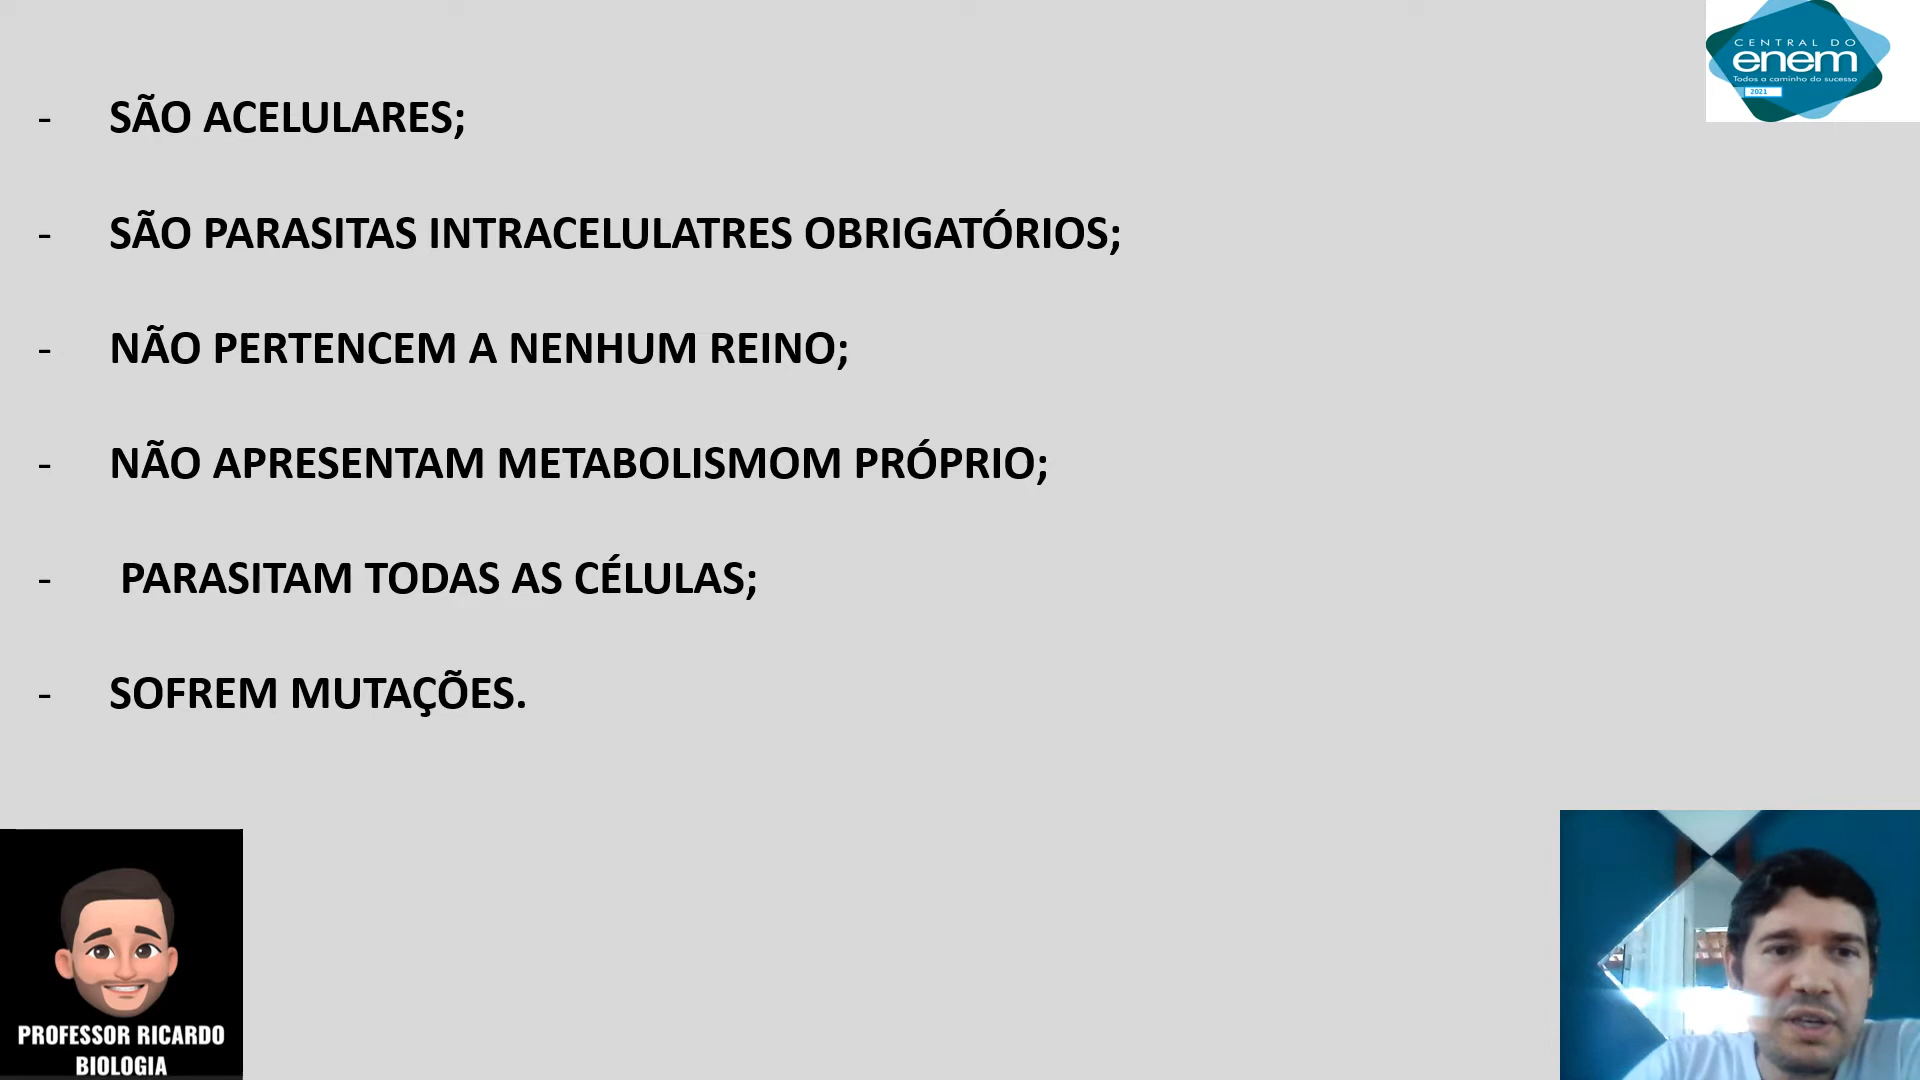 CENTRAL DO
enem
Todos a caminho do sucesso
2021
- SÃO ACELULARES;
- SÃO PARASITAS INTRACELULATRES OBRIGATÓRIOS;
- NÃO PERTENCEM A NENHUM REINO;
- NÃO APRESENTAM METABOLISMOM PRÓPRIO;
- PARASITAM TODAS AS CÉLULAS;
- SOFREM MUTAÇÕES.
PROFESSOR RICARDO
BIOLOGIA